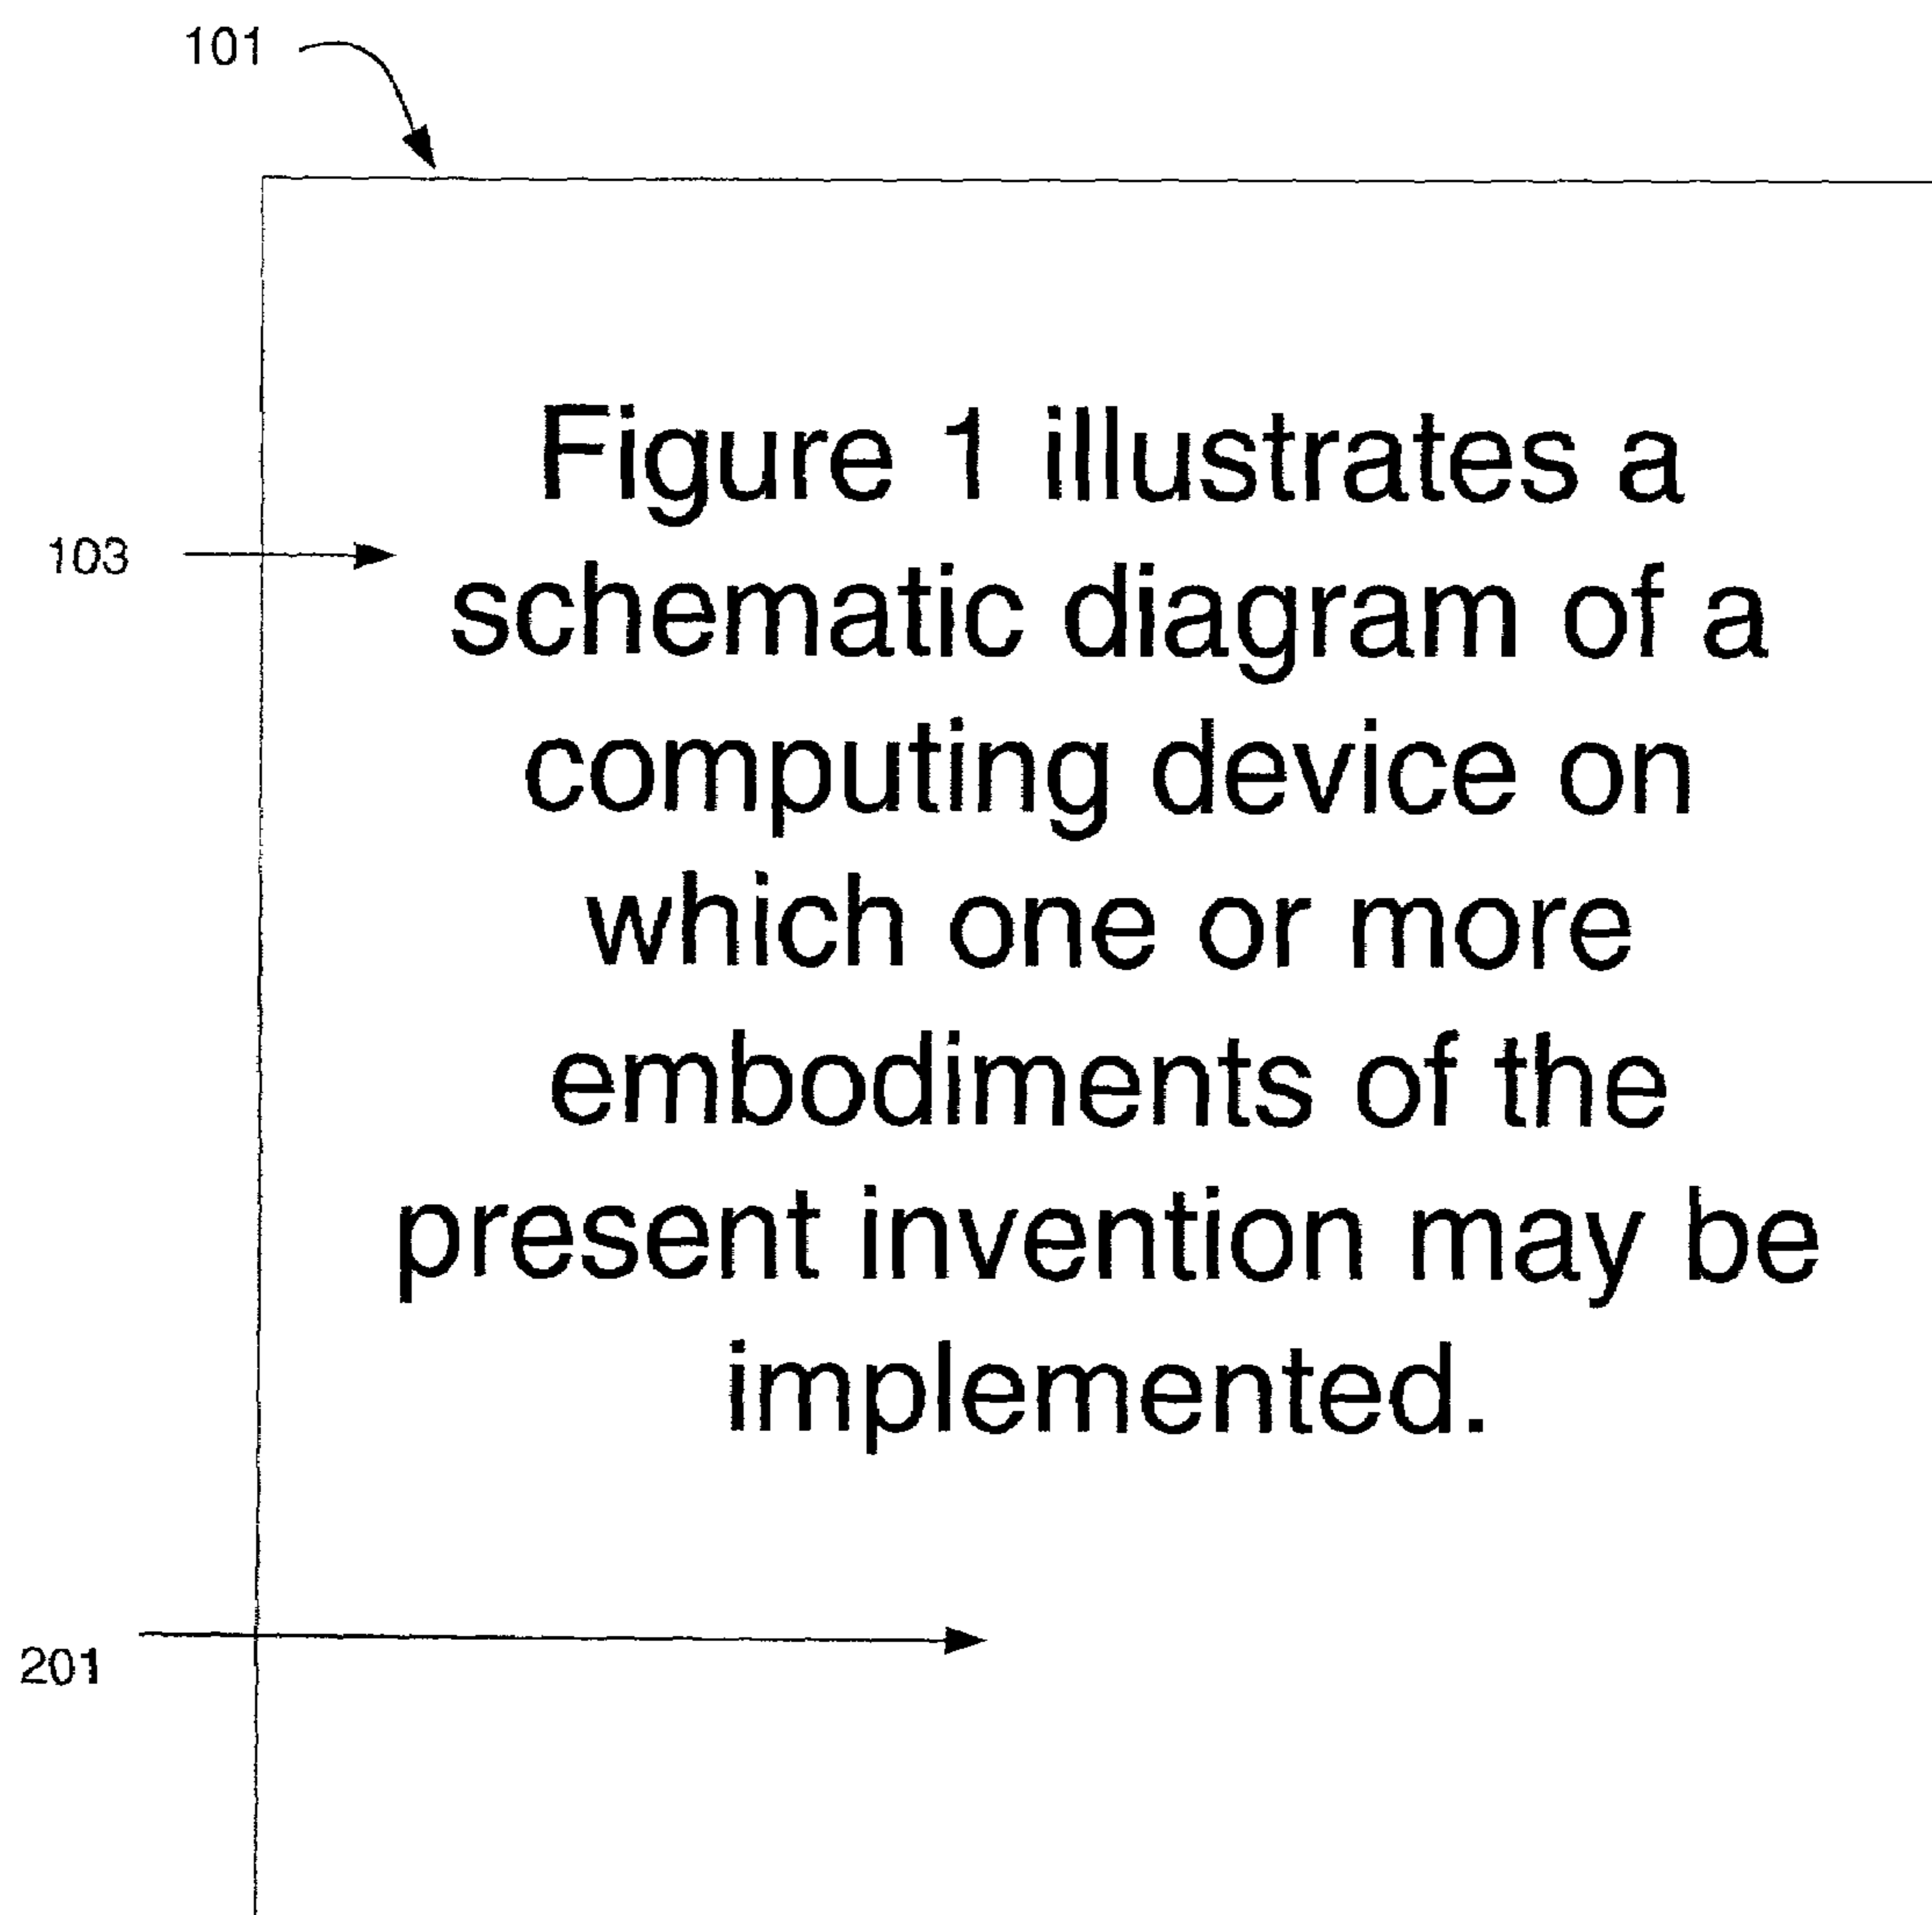 101
Figure 1 illustrates a
103
schematic diagram of a
computing device on
which one or more
embodiments of the
present invention may be
implemented.
201